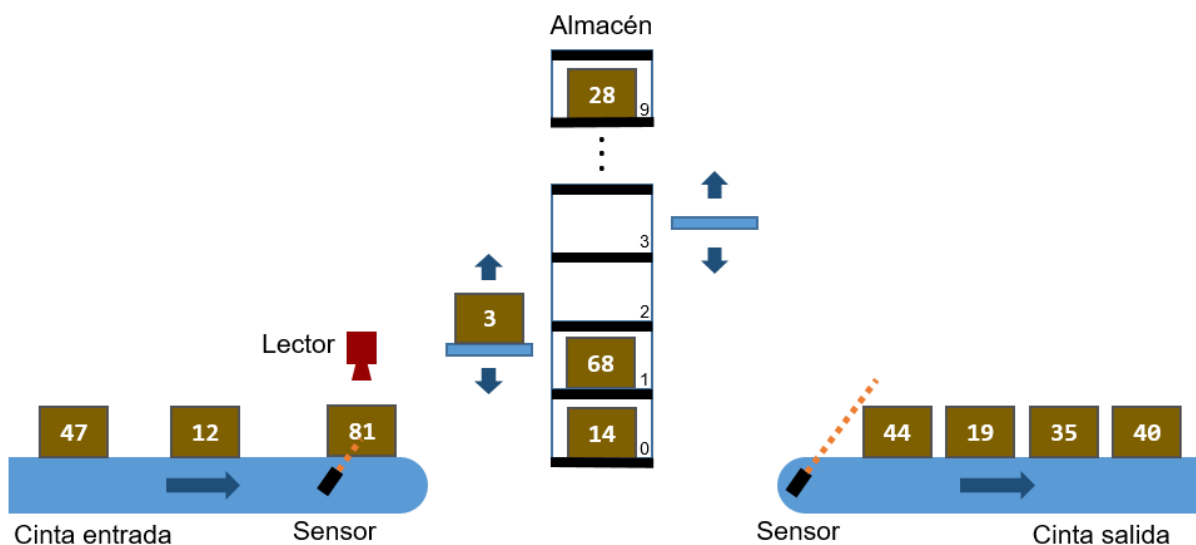 Almacén
28
9
3
3
2
Lector
68
1
47
12
81
14
0
44
19
35
40
Cinta entrada
Sensor
Sensor
Cinta salida